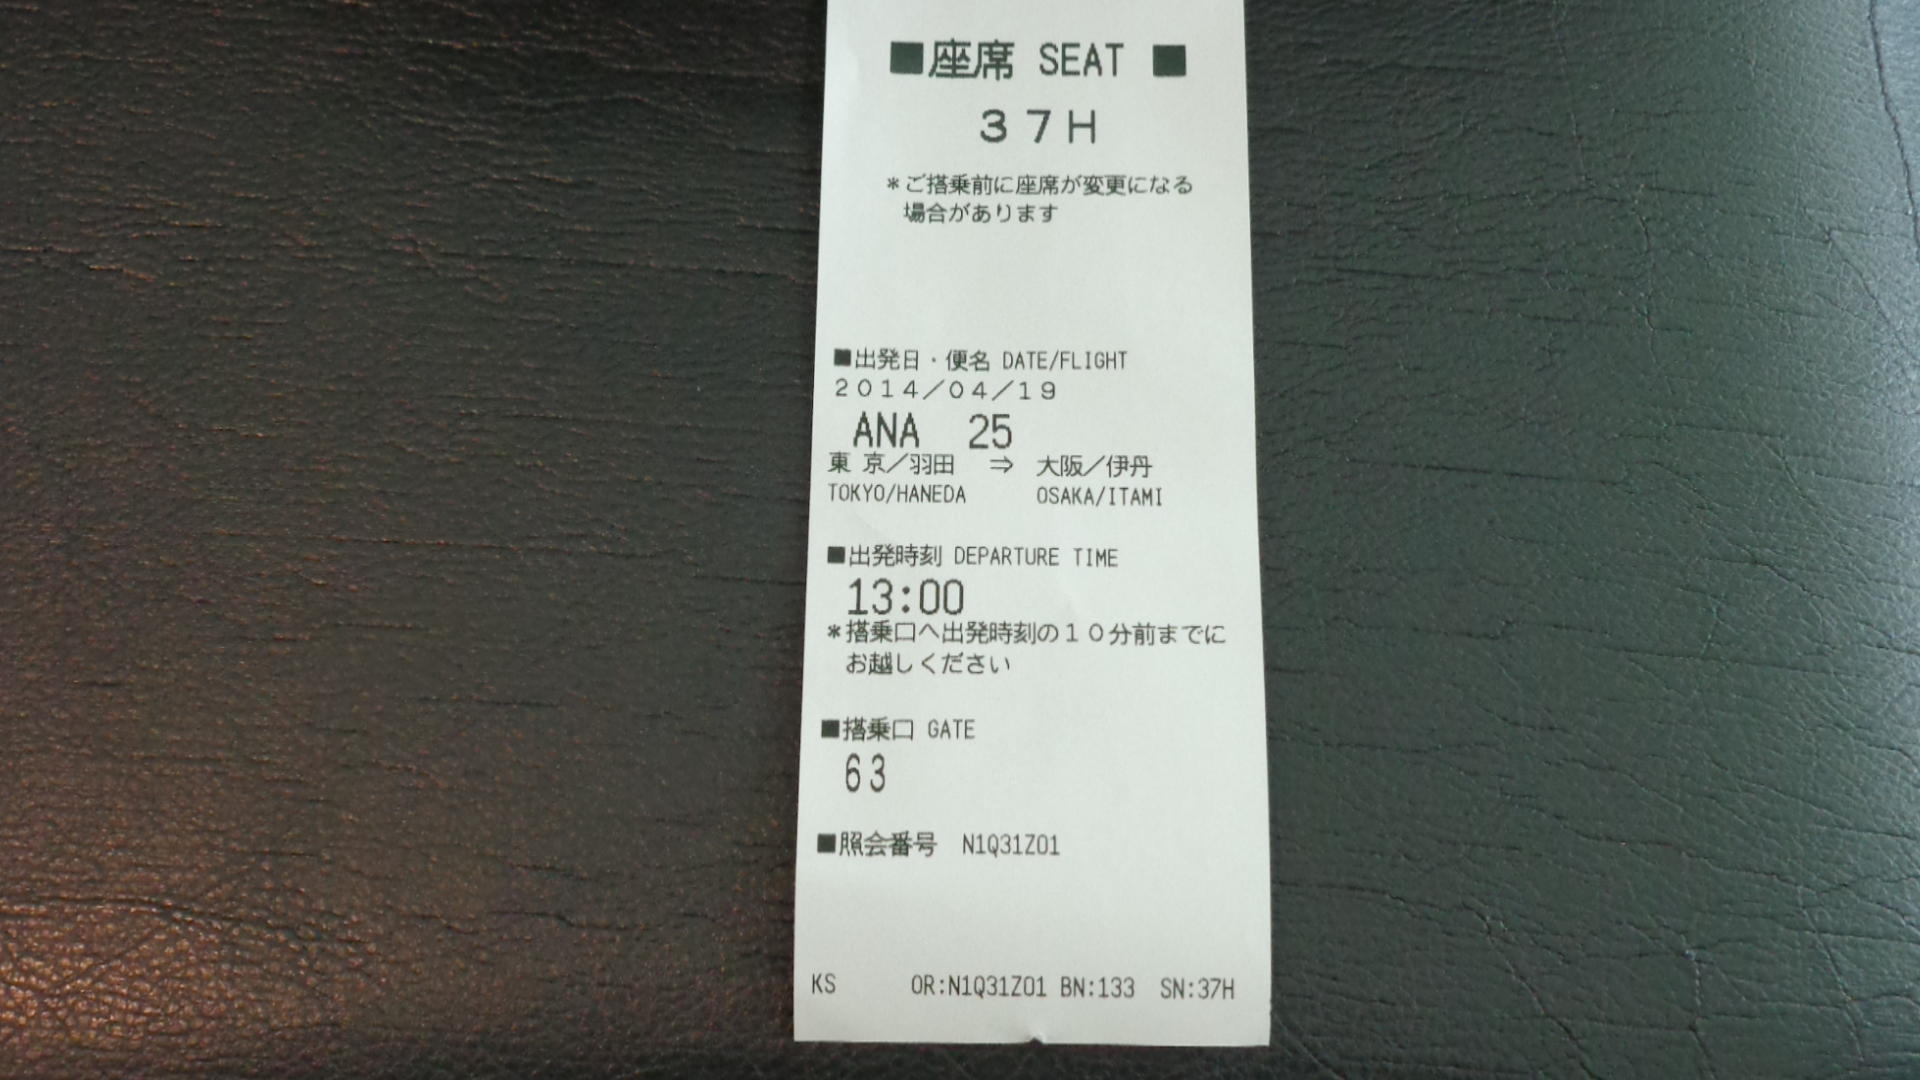 ■座席 SEAT ■
37H
*ご搭乗前に座席が変更になる
場合があります
■出発日・便名 DATE/FLIGHT
2014/04/19
ANA 25
東 京/羽田 ⇒ 大阪/伊丹
TOKYO/HANEDA OSAKA/ITAMI
■出発時刻 DEPARTURE TIME
13:00
*搭乗口へ出発時刻の10分前までに
お越しください
■搭乗口 GATE
63
■照会番号 N1Q31Z01
KS OR:N1Q31Z01 BN:133 SN:37H